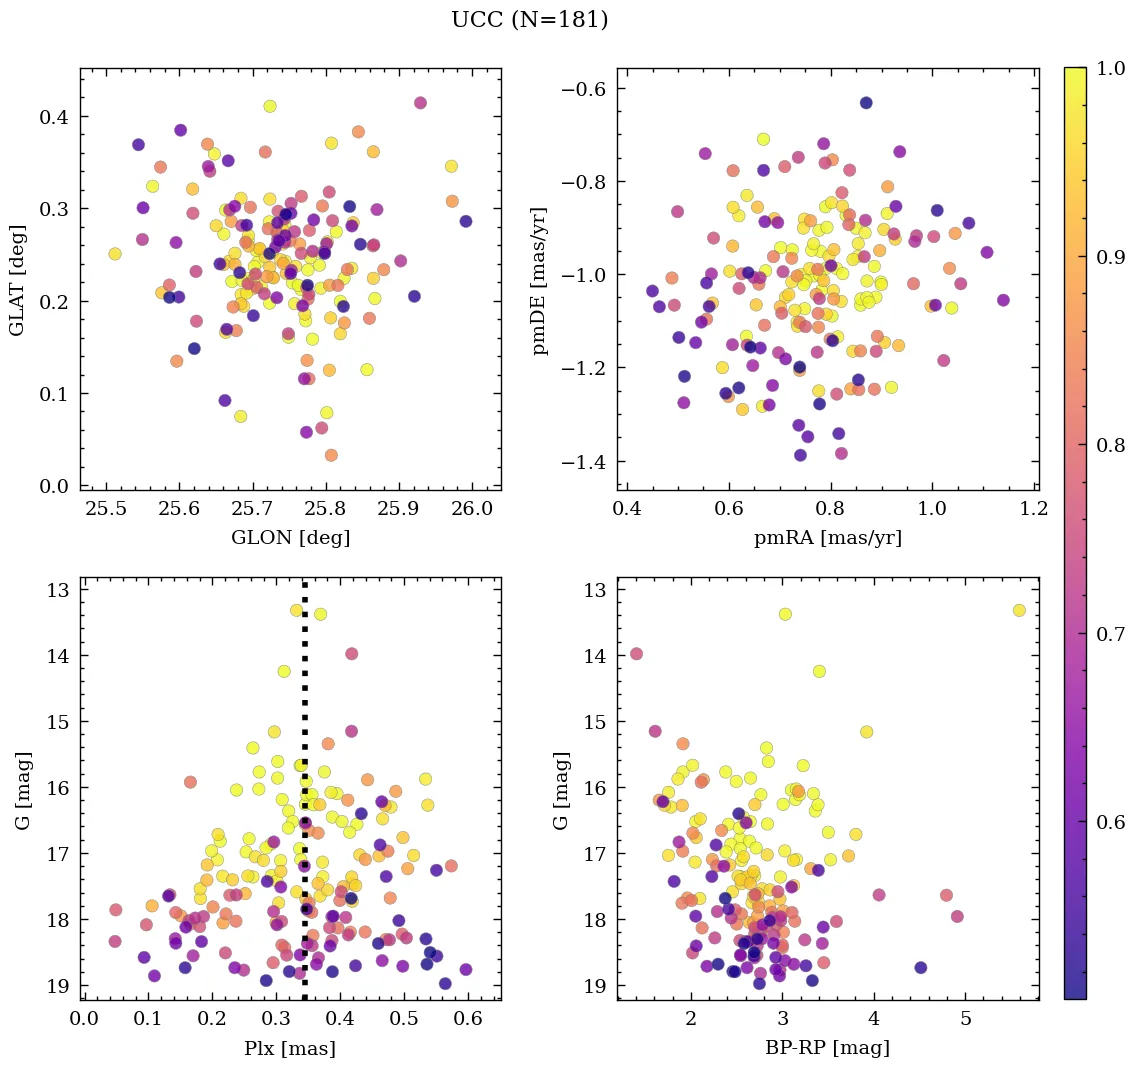 UCC (N=181)
0.4
0.3
0.2
0.1
0.0
GLAT [deg]
25.5 25.6 25.7 25.8 25.9 26.0
GLON [deg]
−0.6
−0.8
−1.0
−1.2
−1.4
pmDE [mas/yr]
0.4 0.6 0.8 1.0 1.2
pmRA [mas/yr]
13
14
15
16
17
18
19
G [mag]
0.0 0.1 0.2 0.3 0.4 0.5 0.6
Plx [mas]
13
14
15
16
17
18
19
G [mag]
2 3 4 5
BP-RP [mag]
1.0
0.9
0.8
0.7
0.6